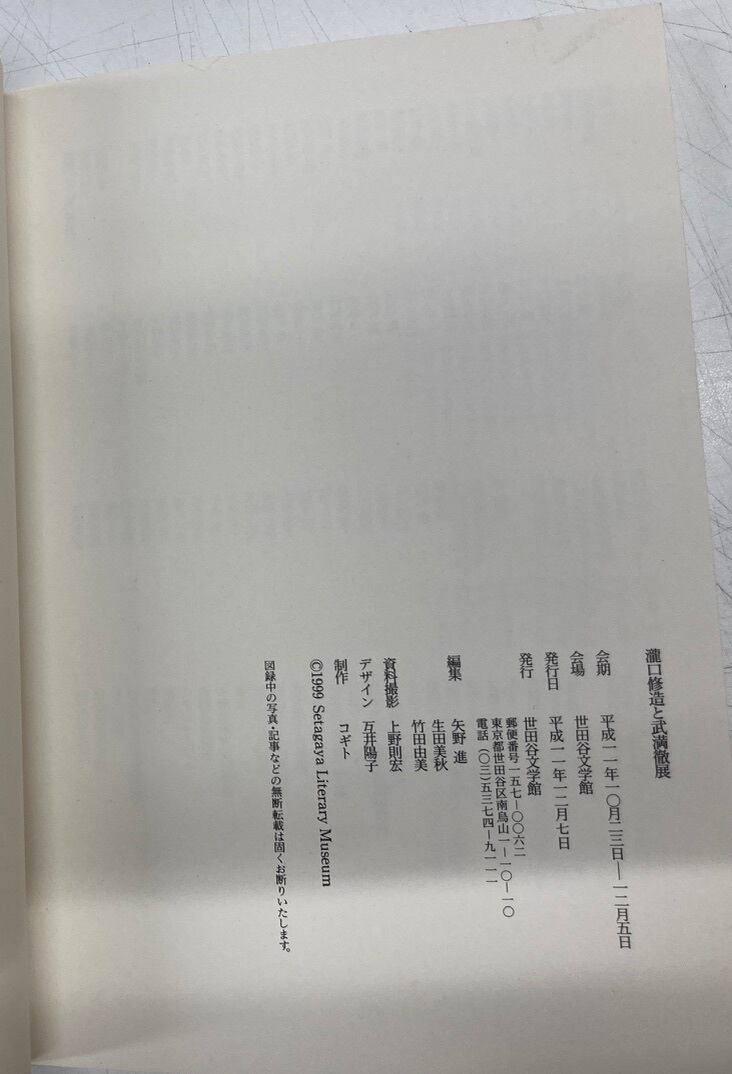 瀧口修造と武満徹展
会期　平成一一年一〇月二三日―一二月五日
会場　世田谷文学館
発行日　平成一一年一二月七日
発行　世田谷文学館
郵便番号一五七―〇〇六二
東京都世田谷区南烏山一―一〇―一〇
電話（〇三）五三七四―九一一一
編集　矢野 進
生田美秋
竹田由美
資料撮影　上野則宏
デザイン　互井陽子
制作　コギト
©1999 Setagaya Literary Museum
図録中の写真・記事などの無断転載は固くお断りいたします。